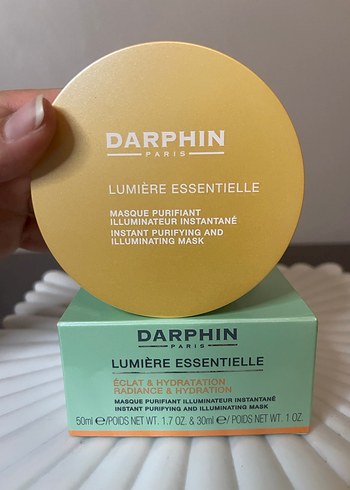 DARPHIN
PARIS
LUMIÈRE ESSENTIELLE
MASQUE PURIFIANT
ILLUMINATEUR INSTANTANÉ
INSTANT PURIFYING AND
ILLUMINATING MASK
DARPHIN
PARIS
LUMIÈRE ESSENTIELLE
ÉCLAT & HYDRATATION
RADIANCE & HYDRATION
MASQUE PURIFIANT ILLUMINATEUR INSTANTANÉ
INSTANT PURIFYING AND ILLUMINATING MASK
50ml ℮/POIDS NET WT. 1.7 OZ. & 30ml ℮/ POIDS NET WT. 1 OZ.